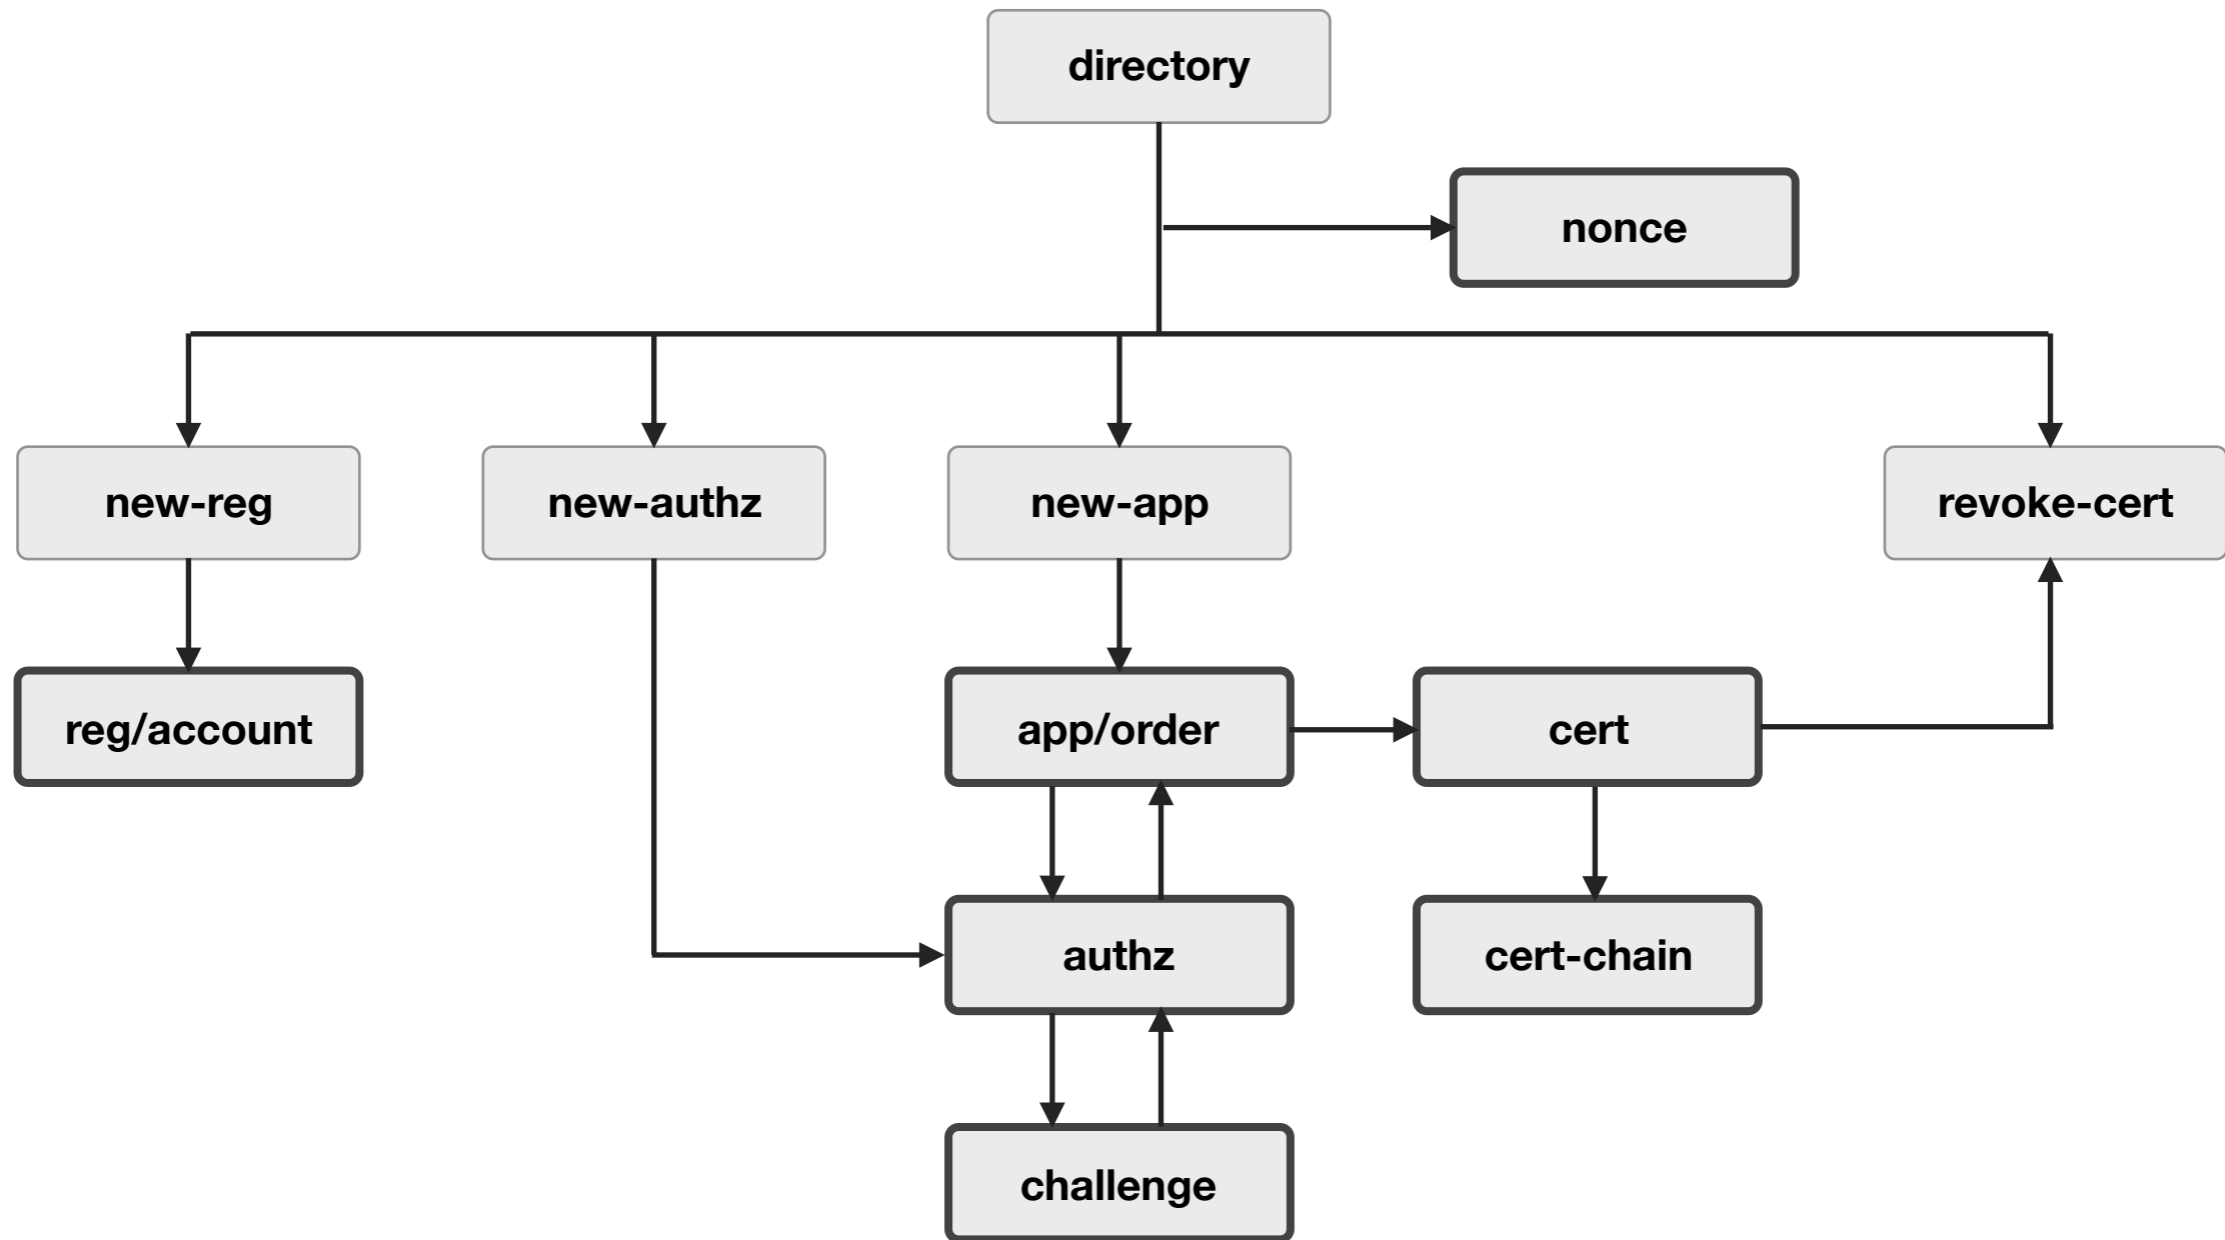 directory
nonce
new-reg
new-authz
new-app
revoke-cert
reg/account
app/order
cert
authz
cert-chain
challenge